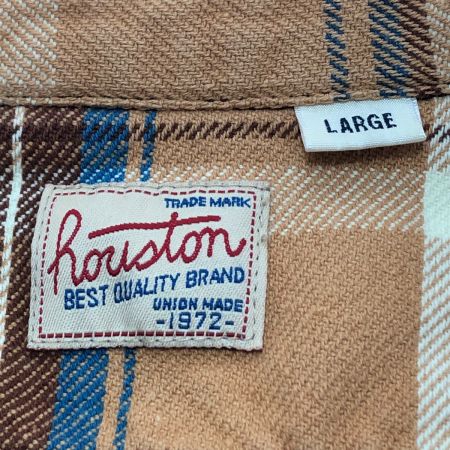 LARGE
TRADE MARK
houston
BEST QUALITY BRAND
UNION MADE
-1972-